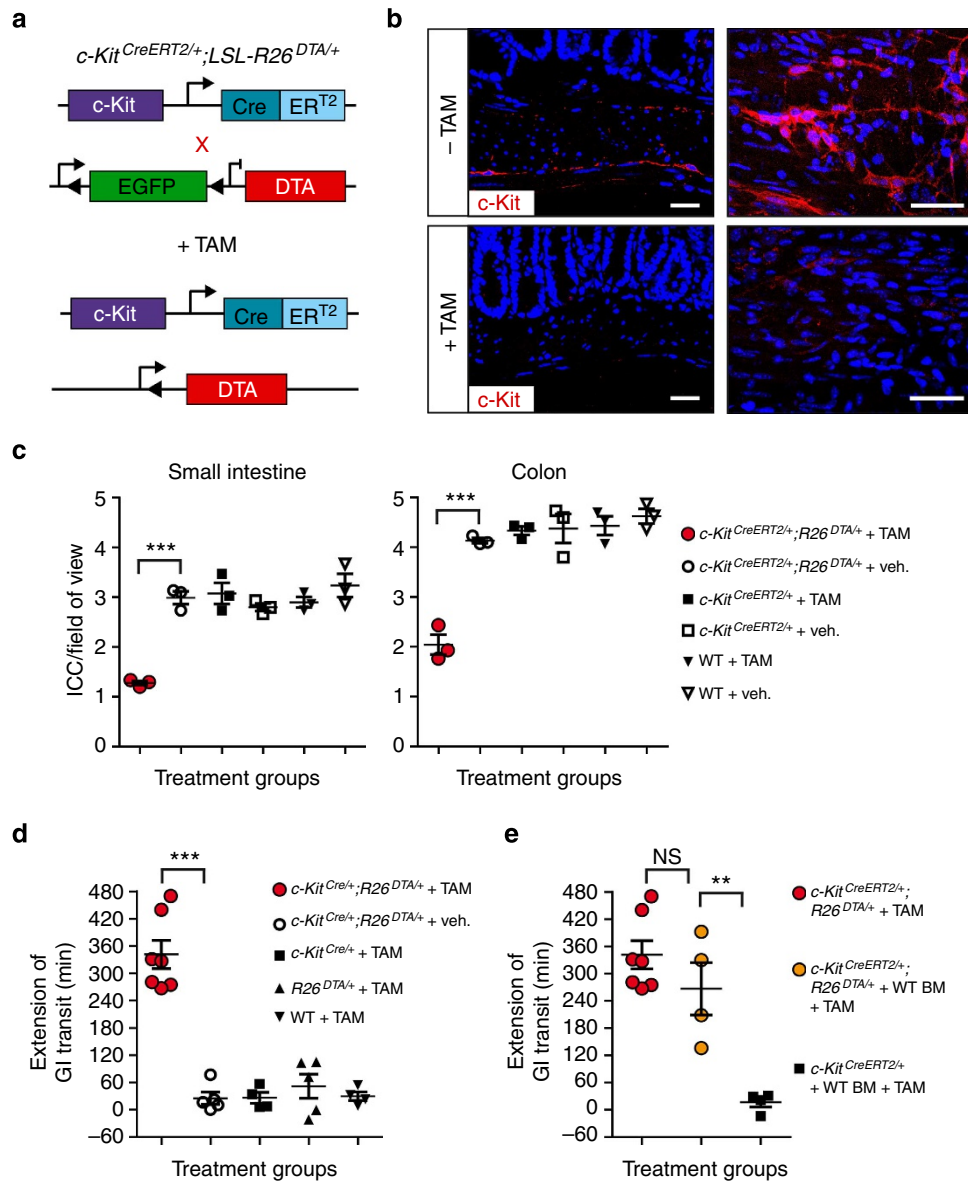 a
c-Kit CreERT2/+;LSL-R26 DTA/+
c-Kit
Cre
ER T2
X
EGFP
DTA
+ TAM
c-Kit
Cre
ER T2
DTA
b
– TAM
c-Kit
+ TAM
c-Kit
c
Small intestine
ICC/field of view
5
4
3
2
1
0
***
Treatment groups
Colon
5
4
3
2
1
0
***
Treatment groups
c-Kit CreERT2/+;R26 DTA/+ + TAM
c-Kit CreERT2/+;R26 DTA/+ + veh.
c-Kit CreERT2/+ + TAM
c-Kit CreERT2/+ + veh.
WT + TAM
WT + veh.
d
Extension of
GI transit (min)
480
420
360
300
240
180
120
60
0
–60
***
Treatment groups
c-Kit Cre/+;R26 DTA/+ + TAM
c-Kit Cre/+;R26 DTA/+ + veh.
c-Kit Cre/+ + TAM
R26 DTA/+ + TAM
WT + TAM
e
Extension of
GI transit (min)
480
420
360
300
240
180
120
60
0
–60
NS
**
Treatment groups
c-Kit CreERT2/+;
R26 DTA/+ + TAM
c-Kit CreERT2/+;
R26 DTA/+ + WT BM
+ TAM
c-Kit CreERT2/+
+ WT BM + TAM